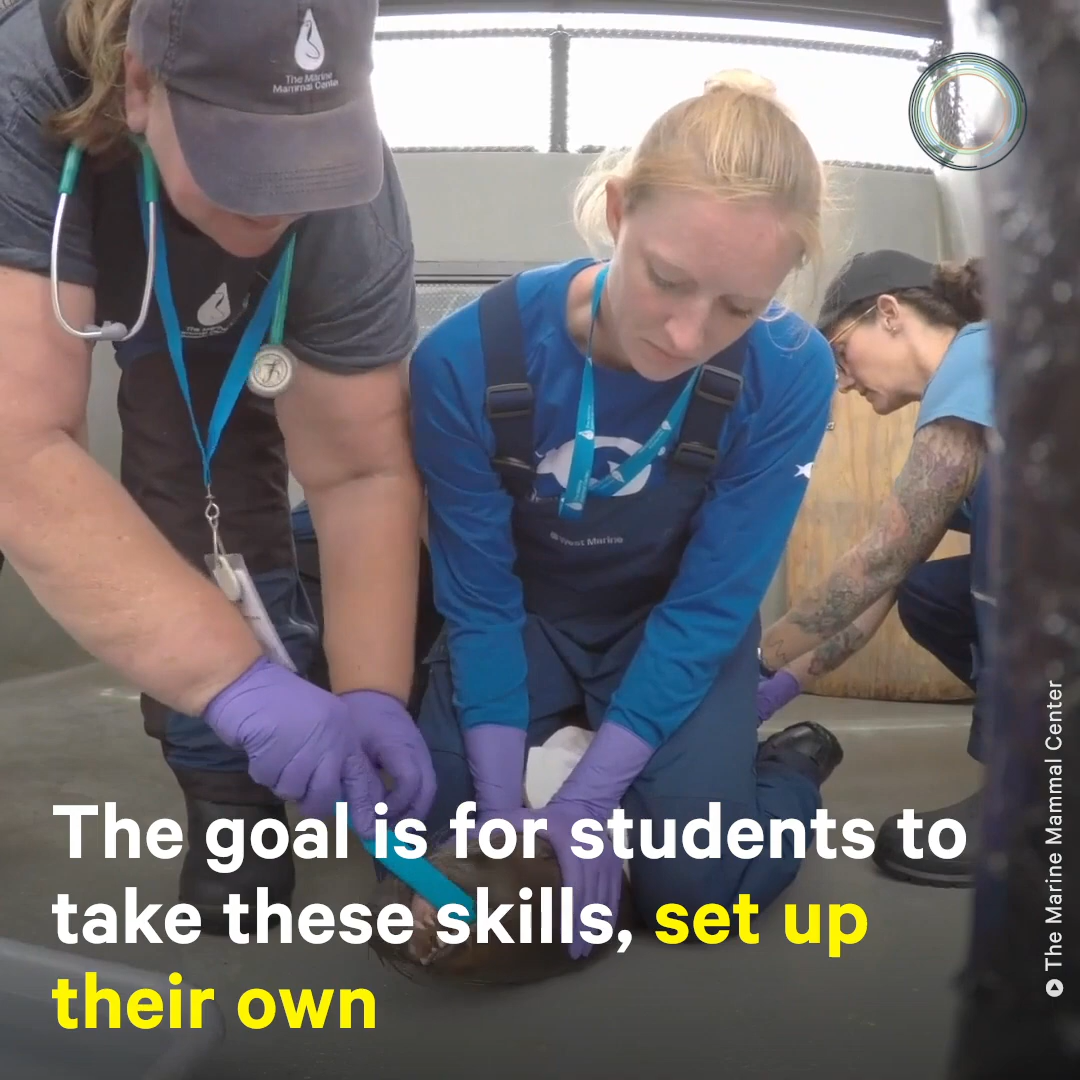 The Marine
Mammal Center
West Marine
The goal is for students to
take these skills, set up
their own
The Marine Mammal Center